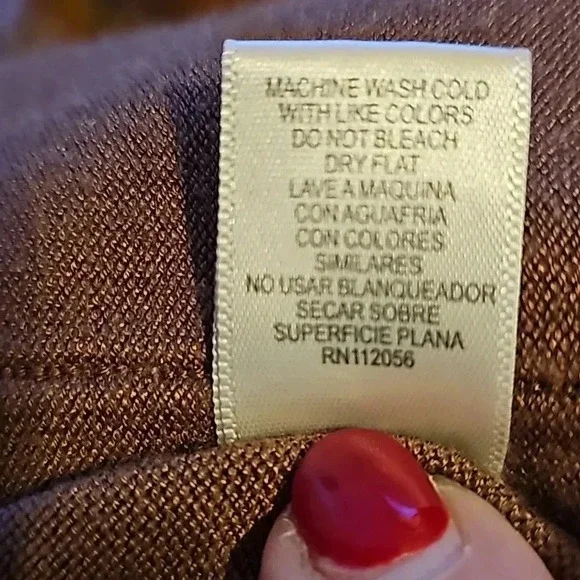 MACHINE WASH COLD
WITH LIKE COLORS
DO NOT BLEACH
DRY FLAT
LAVE A MAQUINA
CON AGUAFRIA
CON COLORES
SIMILARES
NO USAR BLANQUEADOR
SECAR SOBRE
SUPERFICIE PLANA
RN112056